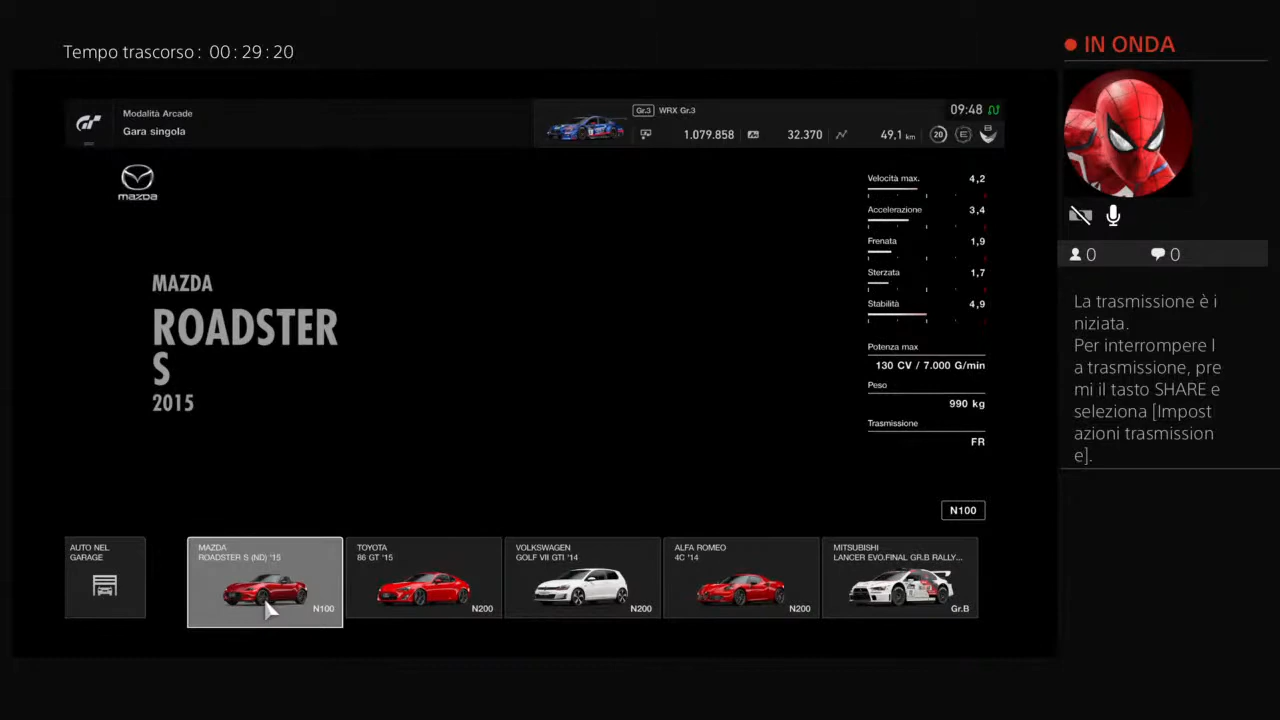 Tempo trascorso: 00:29:20
IN ONDA
Modalità Arcade
Gara singola
Gr.3 WRX Gr.3
09:48
1.079.858
32.370
49,1 km
20
E
B
mazda
MAZDA
ROADSTER
S
2015
Velocità max. 4,2
Accelerazione 3,4
Frenata 1,9
Sterzata 1,7
Stabilità 4,9
Potenza max
130 CV / 7.000 G/min
Peso
990 kg
Trasmissione
FR
N100
AUTO NEL
GARAGE
MAZDA
ROADSTER S (ND) '15
N100
TOYOTA
86 GT '15
N200
VOLKSWAGEN
GOLF VII GTI '14
N200
ALFA ROMEO
4C '14
N200
MITSUBISHI
LANCER EVO.FINAL GR.B RALLY...
Gr.B
0
0
La trasmissione è i
niziata.
Per interrompere l
a trasmissione, pre
mi il tasto SHARE e
seleziona [Impost
azioni trasmission
e].